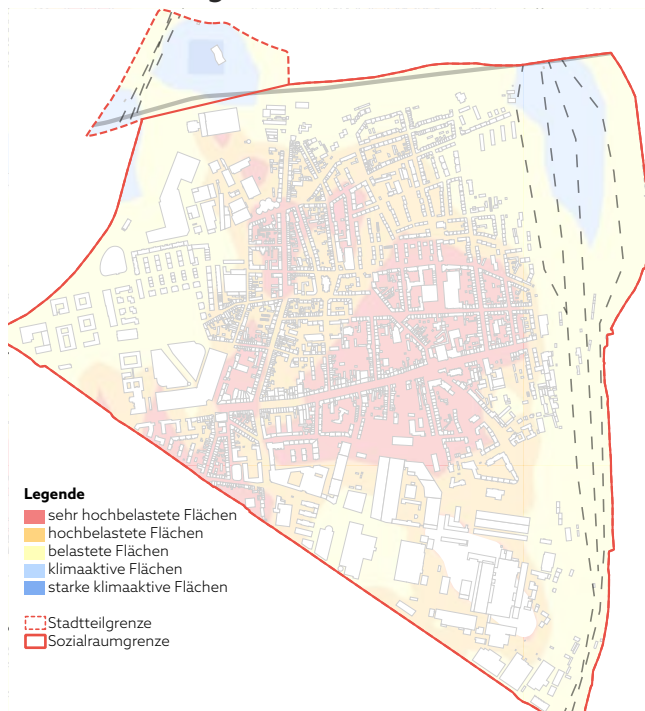 Legende
sehr hochbelastete Flächen
hochbelastete Flächen
belastete Flächen
klimaaktive Flächen
starke klimaaktive Flächen
Stadtteilgrenze
Sozialraumgrenze